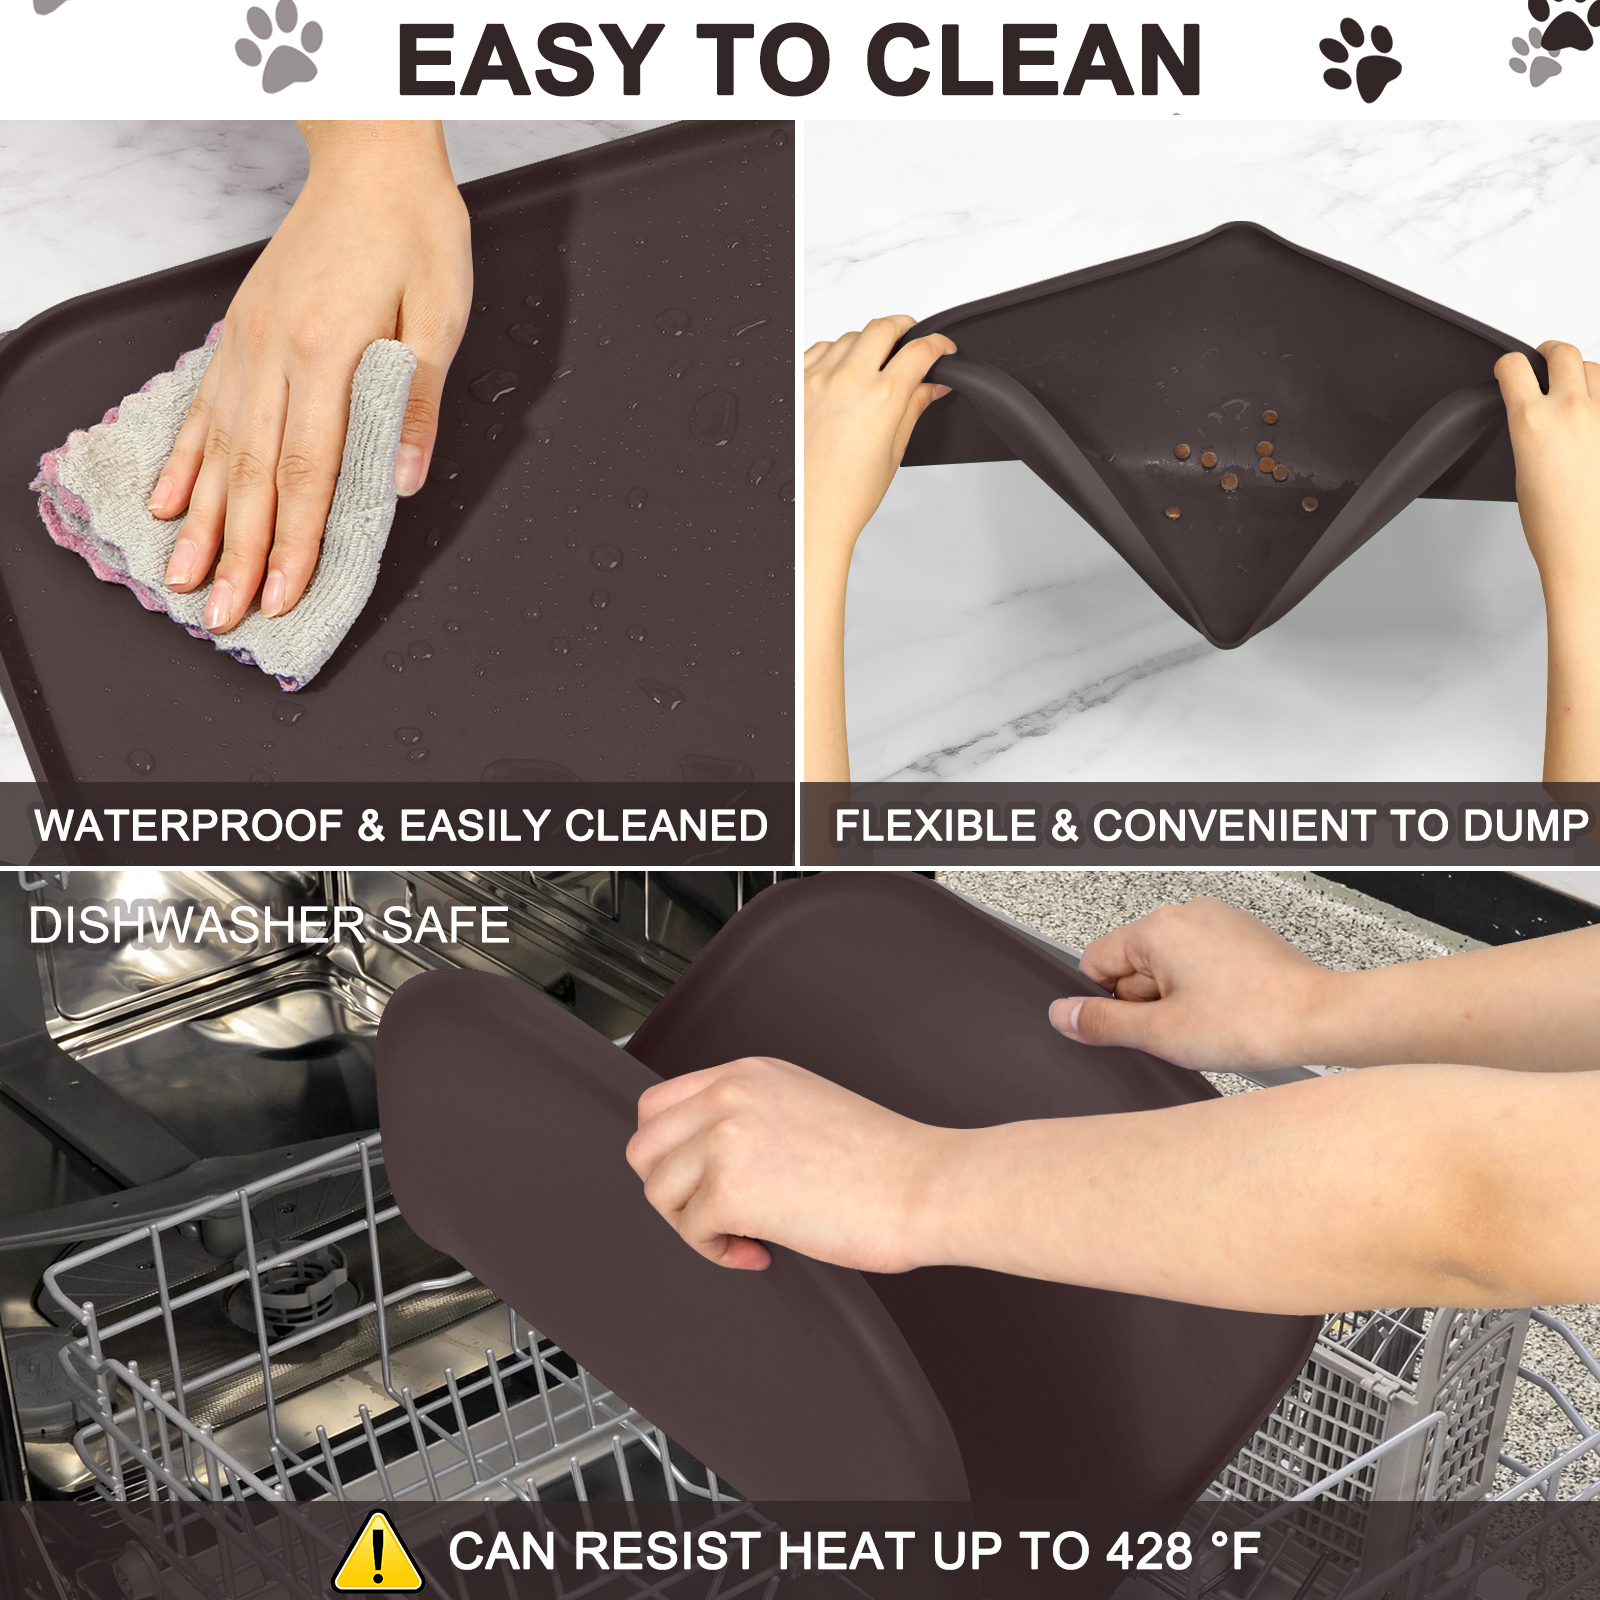 EASY TO CLEAN
WATERPROOF & EASILY CLEANED
FLEXIBLE & CONVENIENT TO DUMP
DISHWASHER SAFE
CAN RESIST HEAT UP TO 428 °F